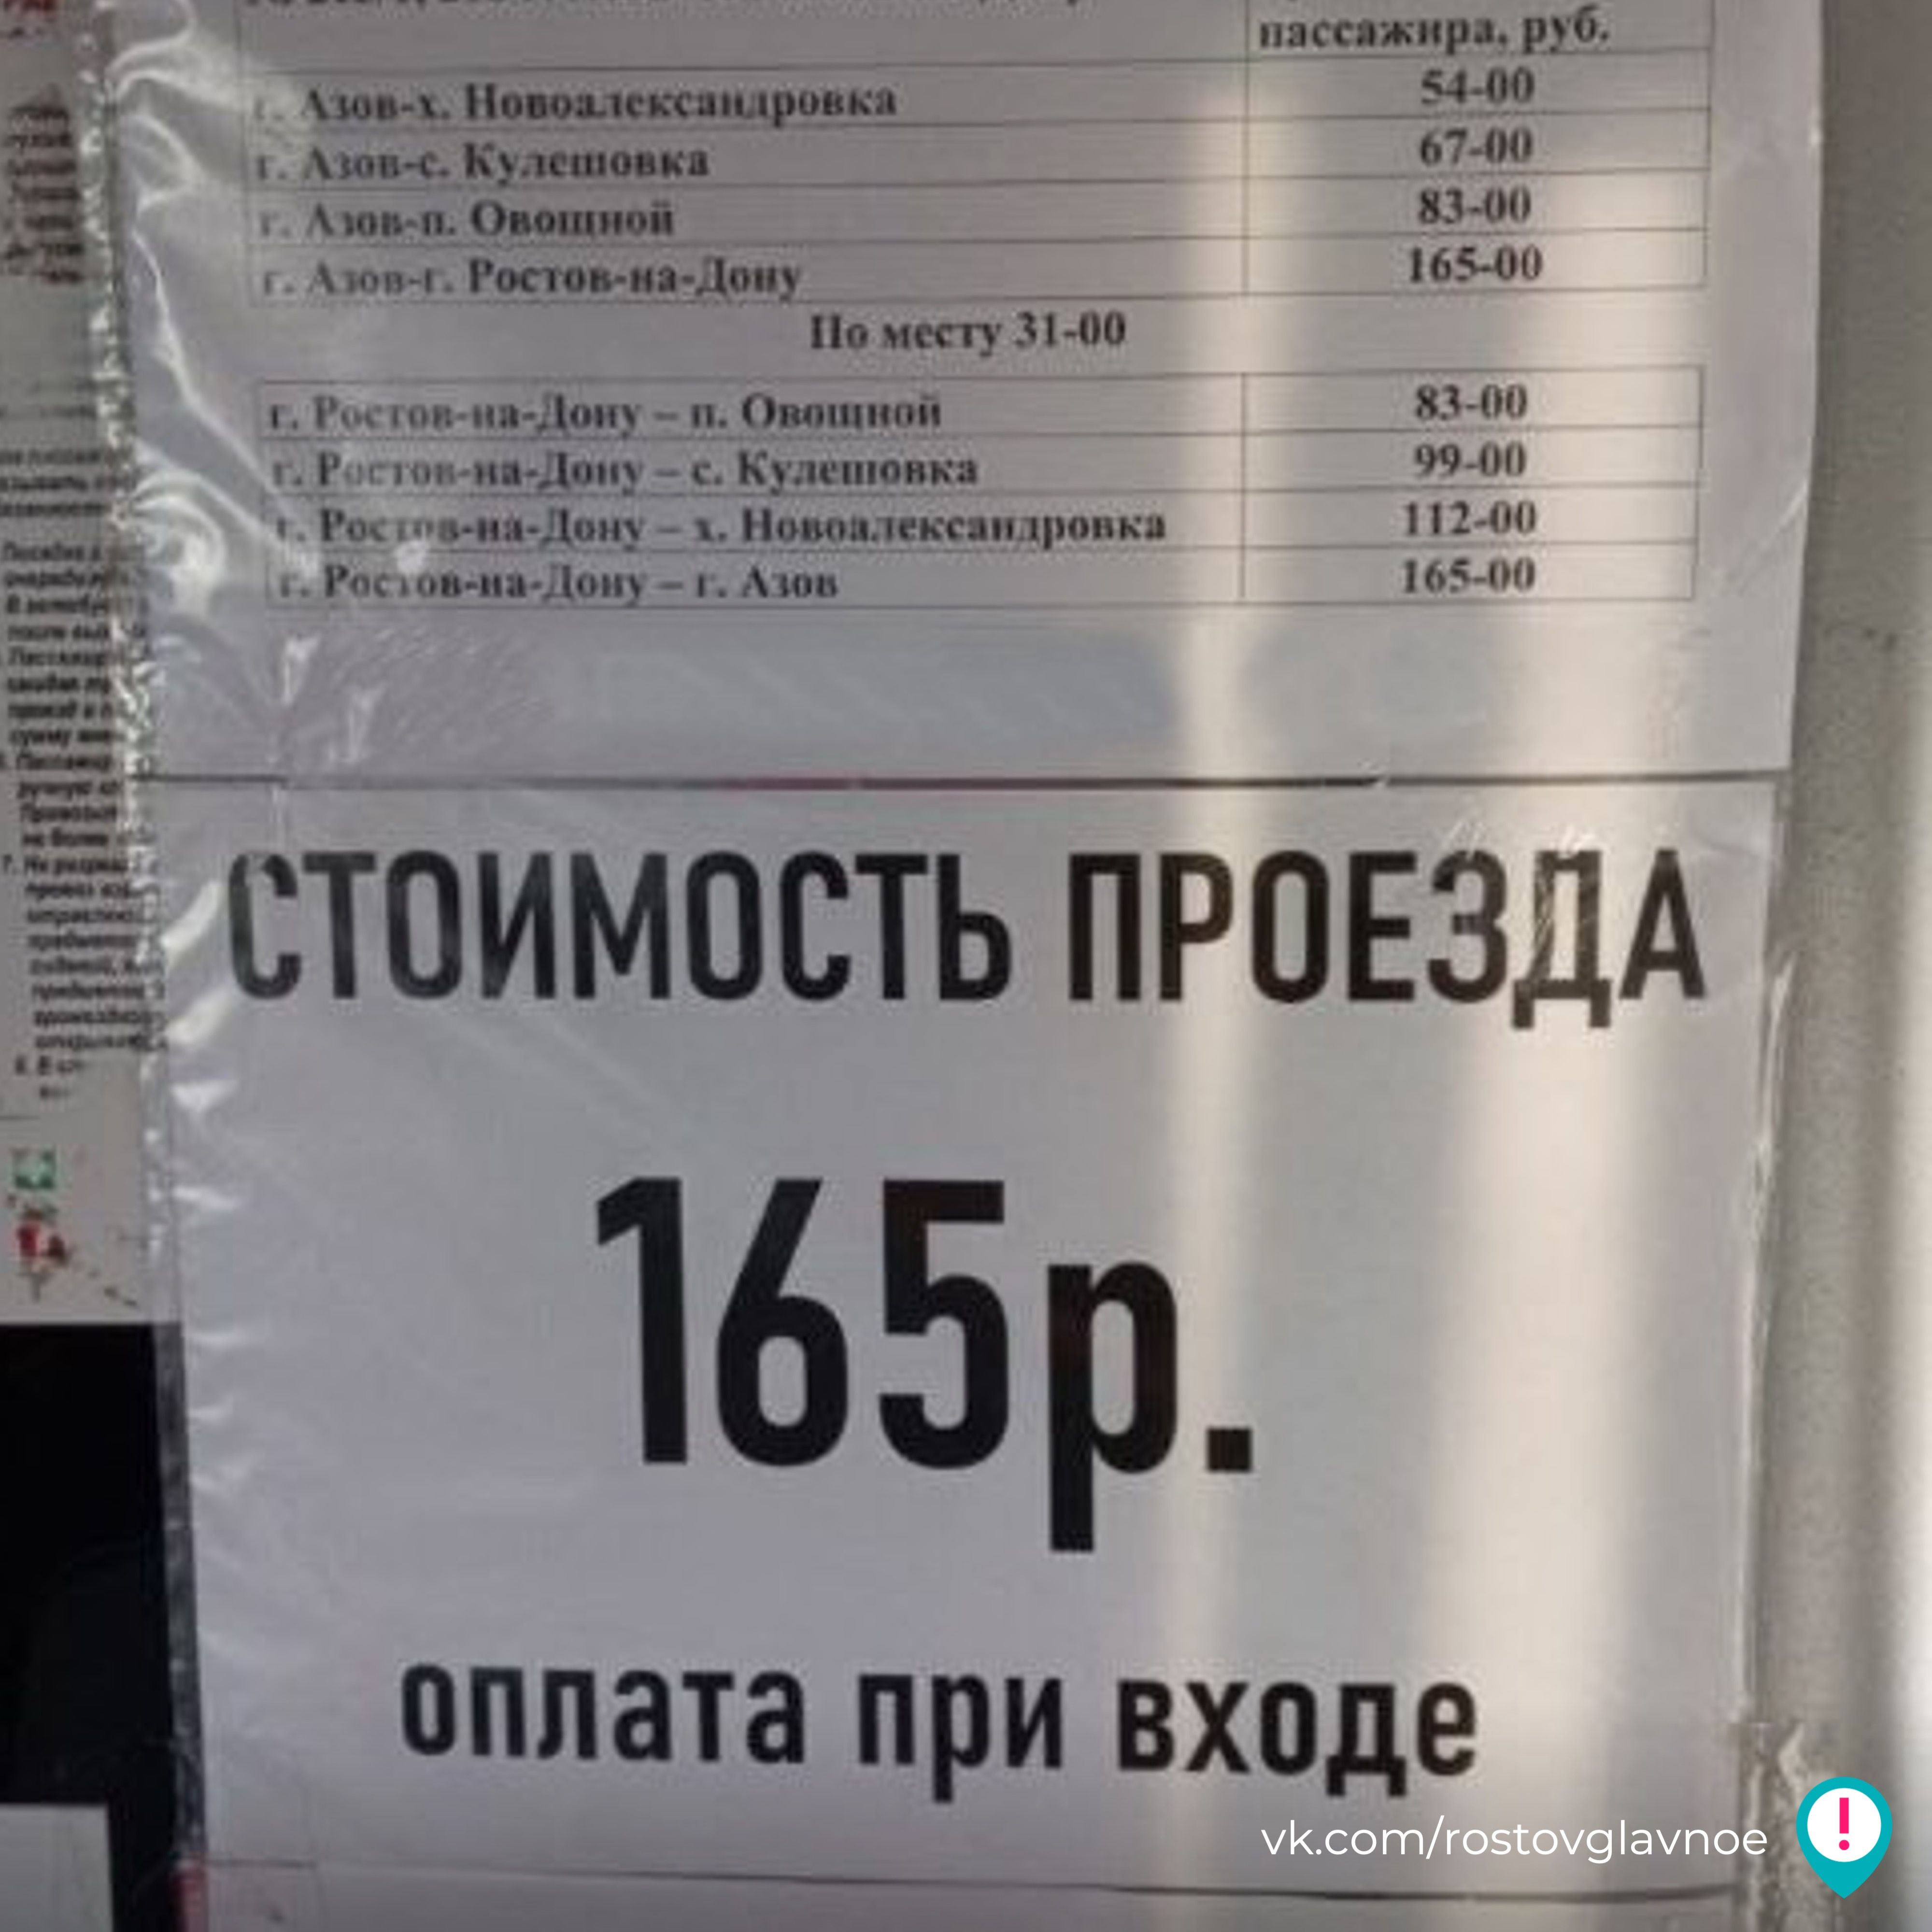 пассажира, руб.
г. Азов-х. Новоалександровка 54-00
г. Азов-с. Кулешовка 67-00
г. Азов-п. Овощной 83-00
г. Азов-г. Ростов-на-Дону 165-00
По месту 31-00
г. Ростов-на-Дону – п. Овощной 83-00
г. Ростов-на-Дону – с. Кулешовка 99-00
г. Ростов-на-Дону – х. Новоалександровка 112-00
г. Ростов-на-Дону – г. Азов 165-00
СТОИМОСТЬ ПРОЕЗДА
165р.
оплата при входе
vk.com/rostovglavnoe